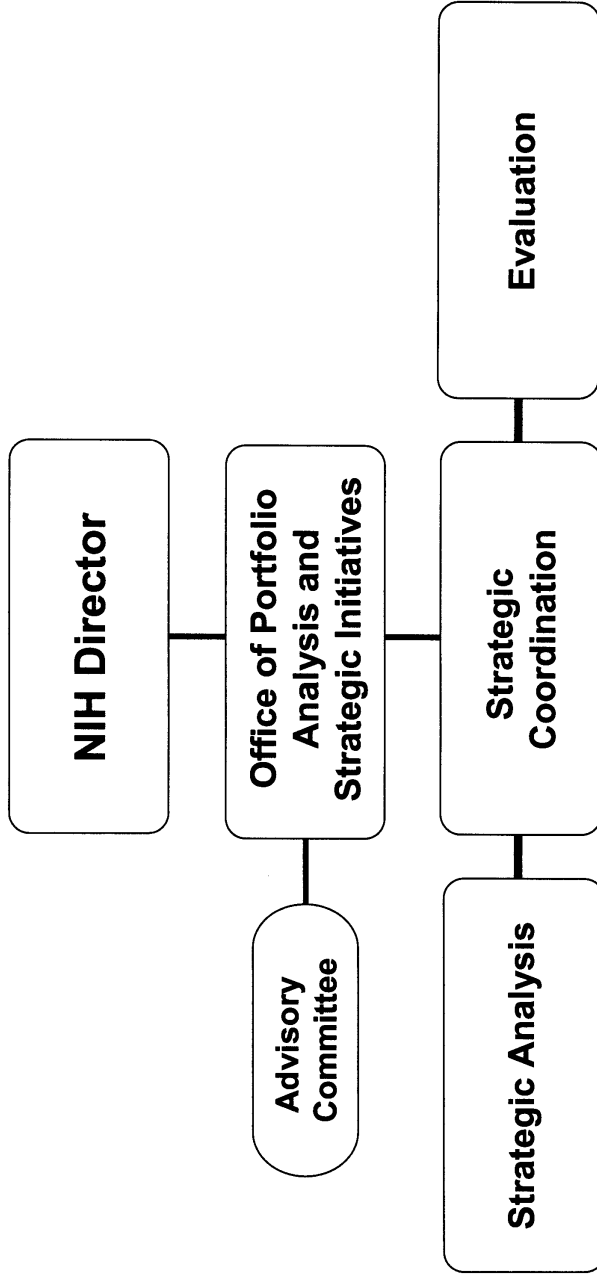 NIH Director
Office of Portfolio
Analysis and
Strategic Initiatives
Advisory
Committee
Strategic Analysis
Strategic
Coordination
Evaluation